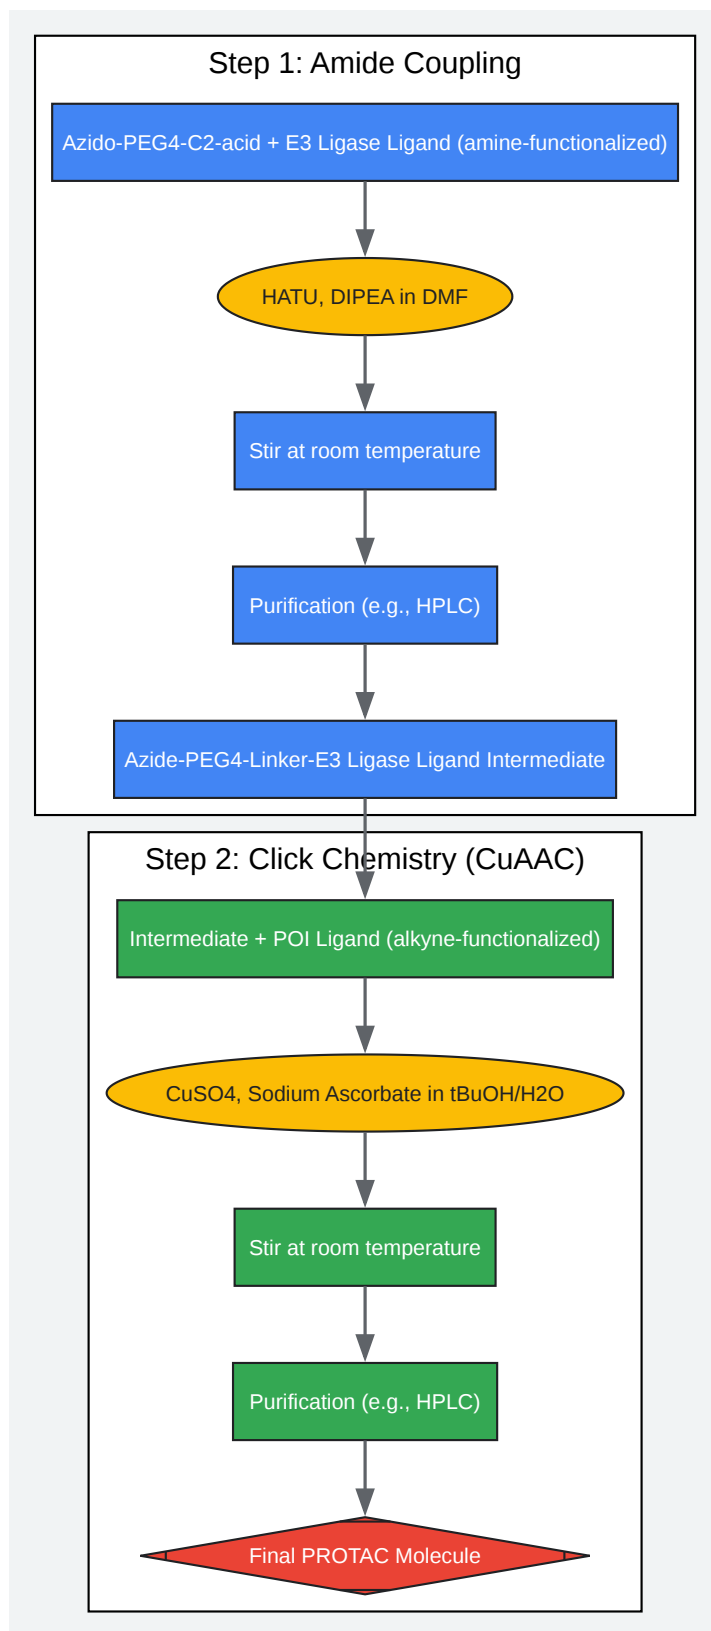 Step 1: Amide Coupling
Azido-PEG4-C2-acid + E3 Ligase Ligand (amine-functionalized)
HATU, DIPEA in DMF
Stir at room temperature
Purification (e.g., HPLC)
Azide-PEG4-Linker-E3 Ligase Ligand Intermediate
Step 2: Click Chemistry (CuAAC)
Intermediate + POI Ligand (alkyne-functionalized)
CuSO4, Sodium Ascorbate in tBuOH/H2O
Stir at room temperature
Purification (e.g., HPLC)
Final PROTAC Molecule